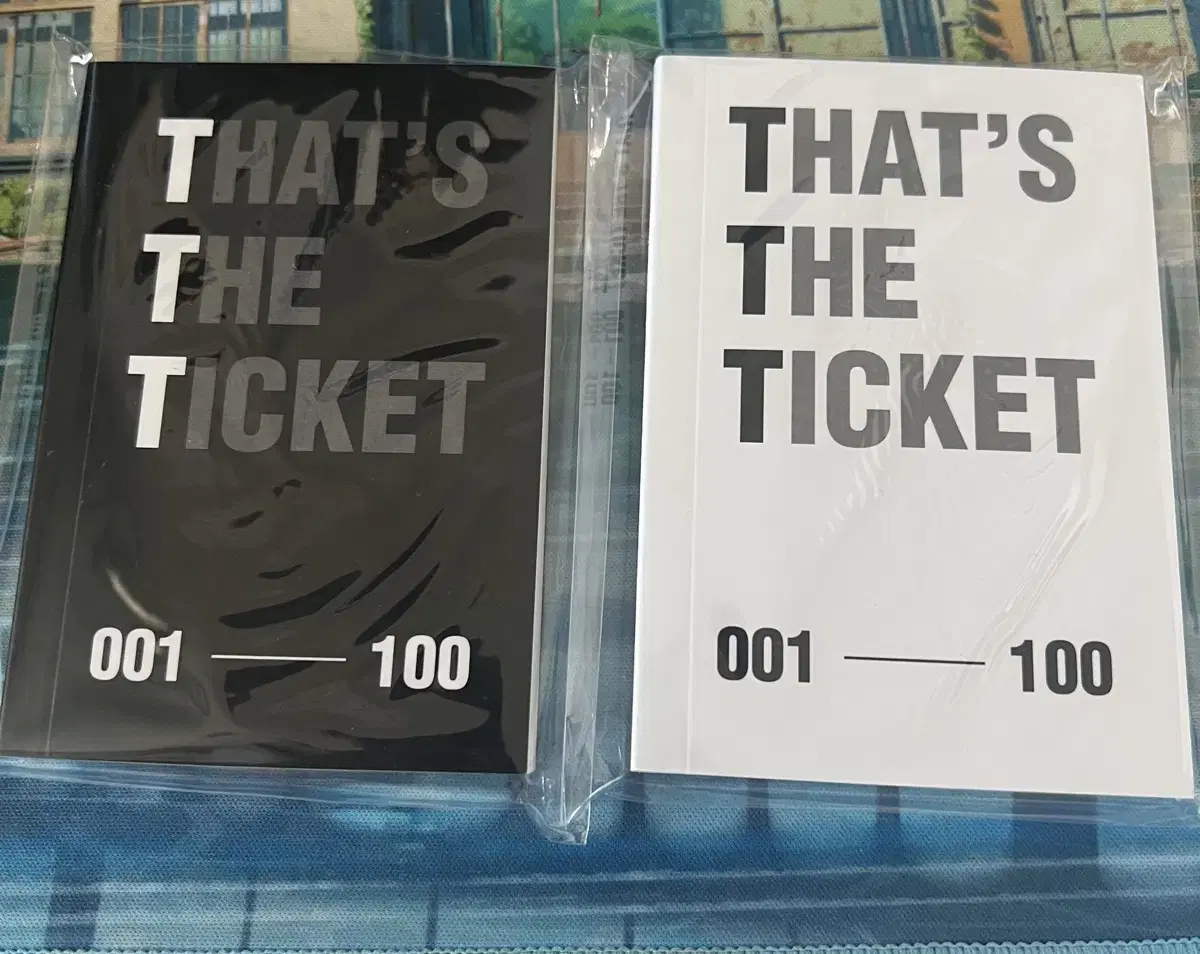 THAT'S
THE
TICKET
001 — 100
THAT'S
THE
TICKET
001 — 100